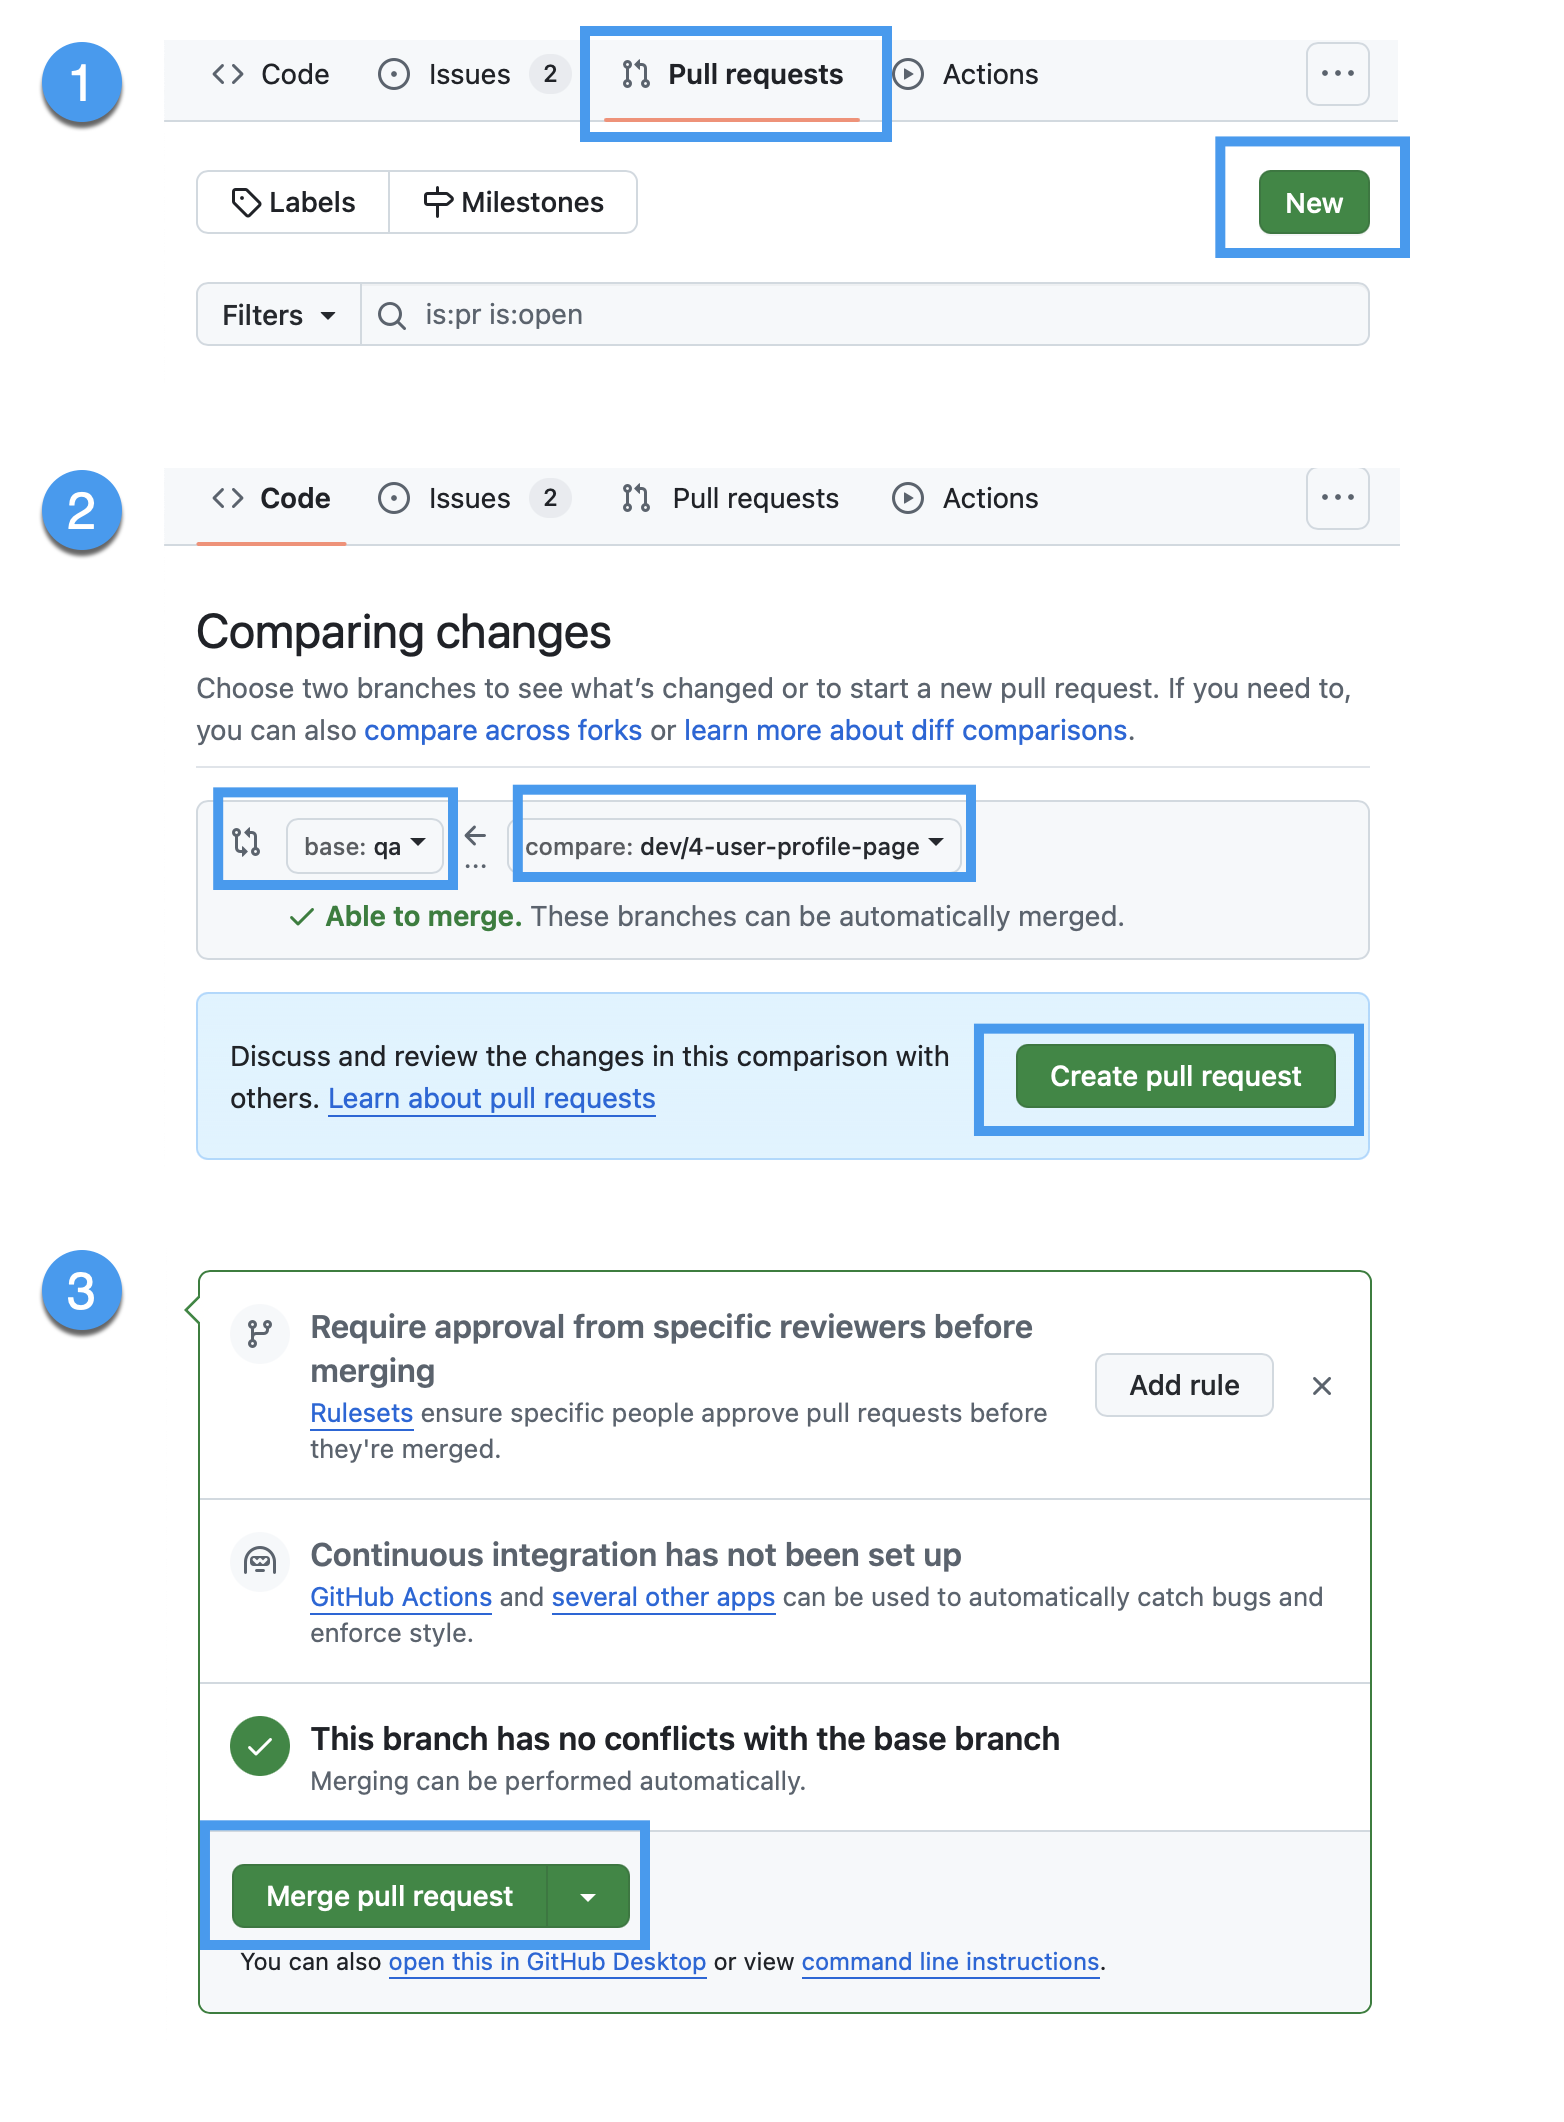 1
Code Issues 2 Pull requests Actions
Labels Milestones New
Filters is:pr is:open
2
Code Issues 2 Pull requests Actions
Comparing changes
Choose two branches to see what’s changed or to start a new pull request. If you need to,
you can also compare across forks or learn more about diff comparisons.
base: qa compare: dev/4-user-profile-page
Able to merge. These branches can be automatically merged.
Discuss and review the changes in this comparison with
others. Learn about pull requests
Create pull request
3
Require approval from specific reviewers before
merging
Rulesets ensure specific people approve pull requests before
they're merged.
Add rule
Continuous integration has not been set up
GitHub Actions and several other apps can be used to automatically catch bugs and
enforce style.
This branch has no conflicts with the base branch
Merging can be performed automatically.
Merge pull request
You can also open this in GitHub Desktop or view command line instructions.